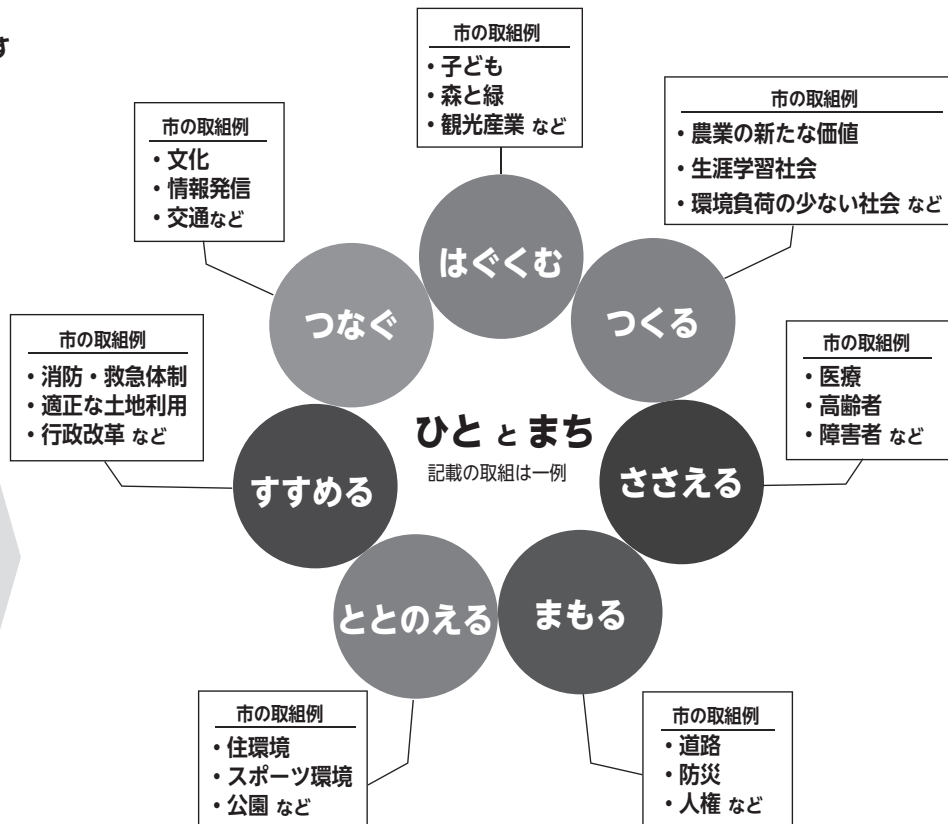 す
市の取組例
・子ども
・森と緑
・観光産業 など
市の取組例
・農業の新たな価値
・生涯学習社会
・環境負荷の少ない社会 など
市の取組例
・文化
・情報発信
・交通など
はぐくむ
つなぐ
つくる
市の取組例
・消防・救急体制
・適正な土地利用
・行政改革 など
市の取組例
・医療
・高齢者
・障害者 など
ひと と まち
記載の取組は一例
すすめる
ささえる
ととのえる
まもる
市の取組例
・住環境
・スポーツ環境
・公園 など
市の取組例
・道路
・防災
・人権 など